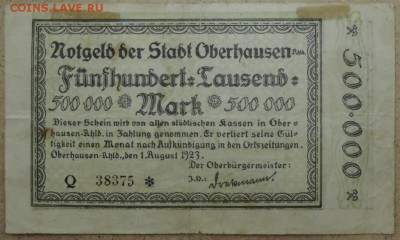 COINS.LAVE.RU
Notgeld der Stadt Oberhausen Rhld.
Fünfhundert-Tausend-
500 000 Mark 500 000
Dieser Schein wird von allen städtischen Kassen in Ober-
hausen-Rhld. in Zahlung genommen. Er verliert seine Gül-
tigkeit einen Monat nach Aufkündigung in den Ortszeitungen.
Oberhausen-Rhld., den 1. August 1923.
Der Oberbürgermeister:
Q 38375 * J.V.:
* 500.000 *